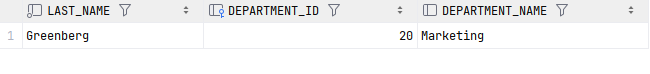 LAST_NAME DEPARTMENT_ID DEPARTMENT_NAME
1 Greenberg 20 Marketing